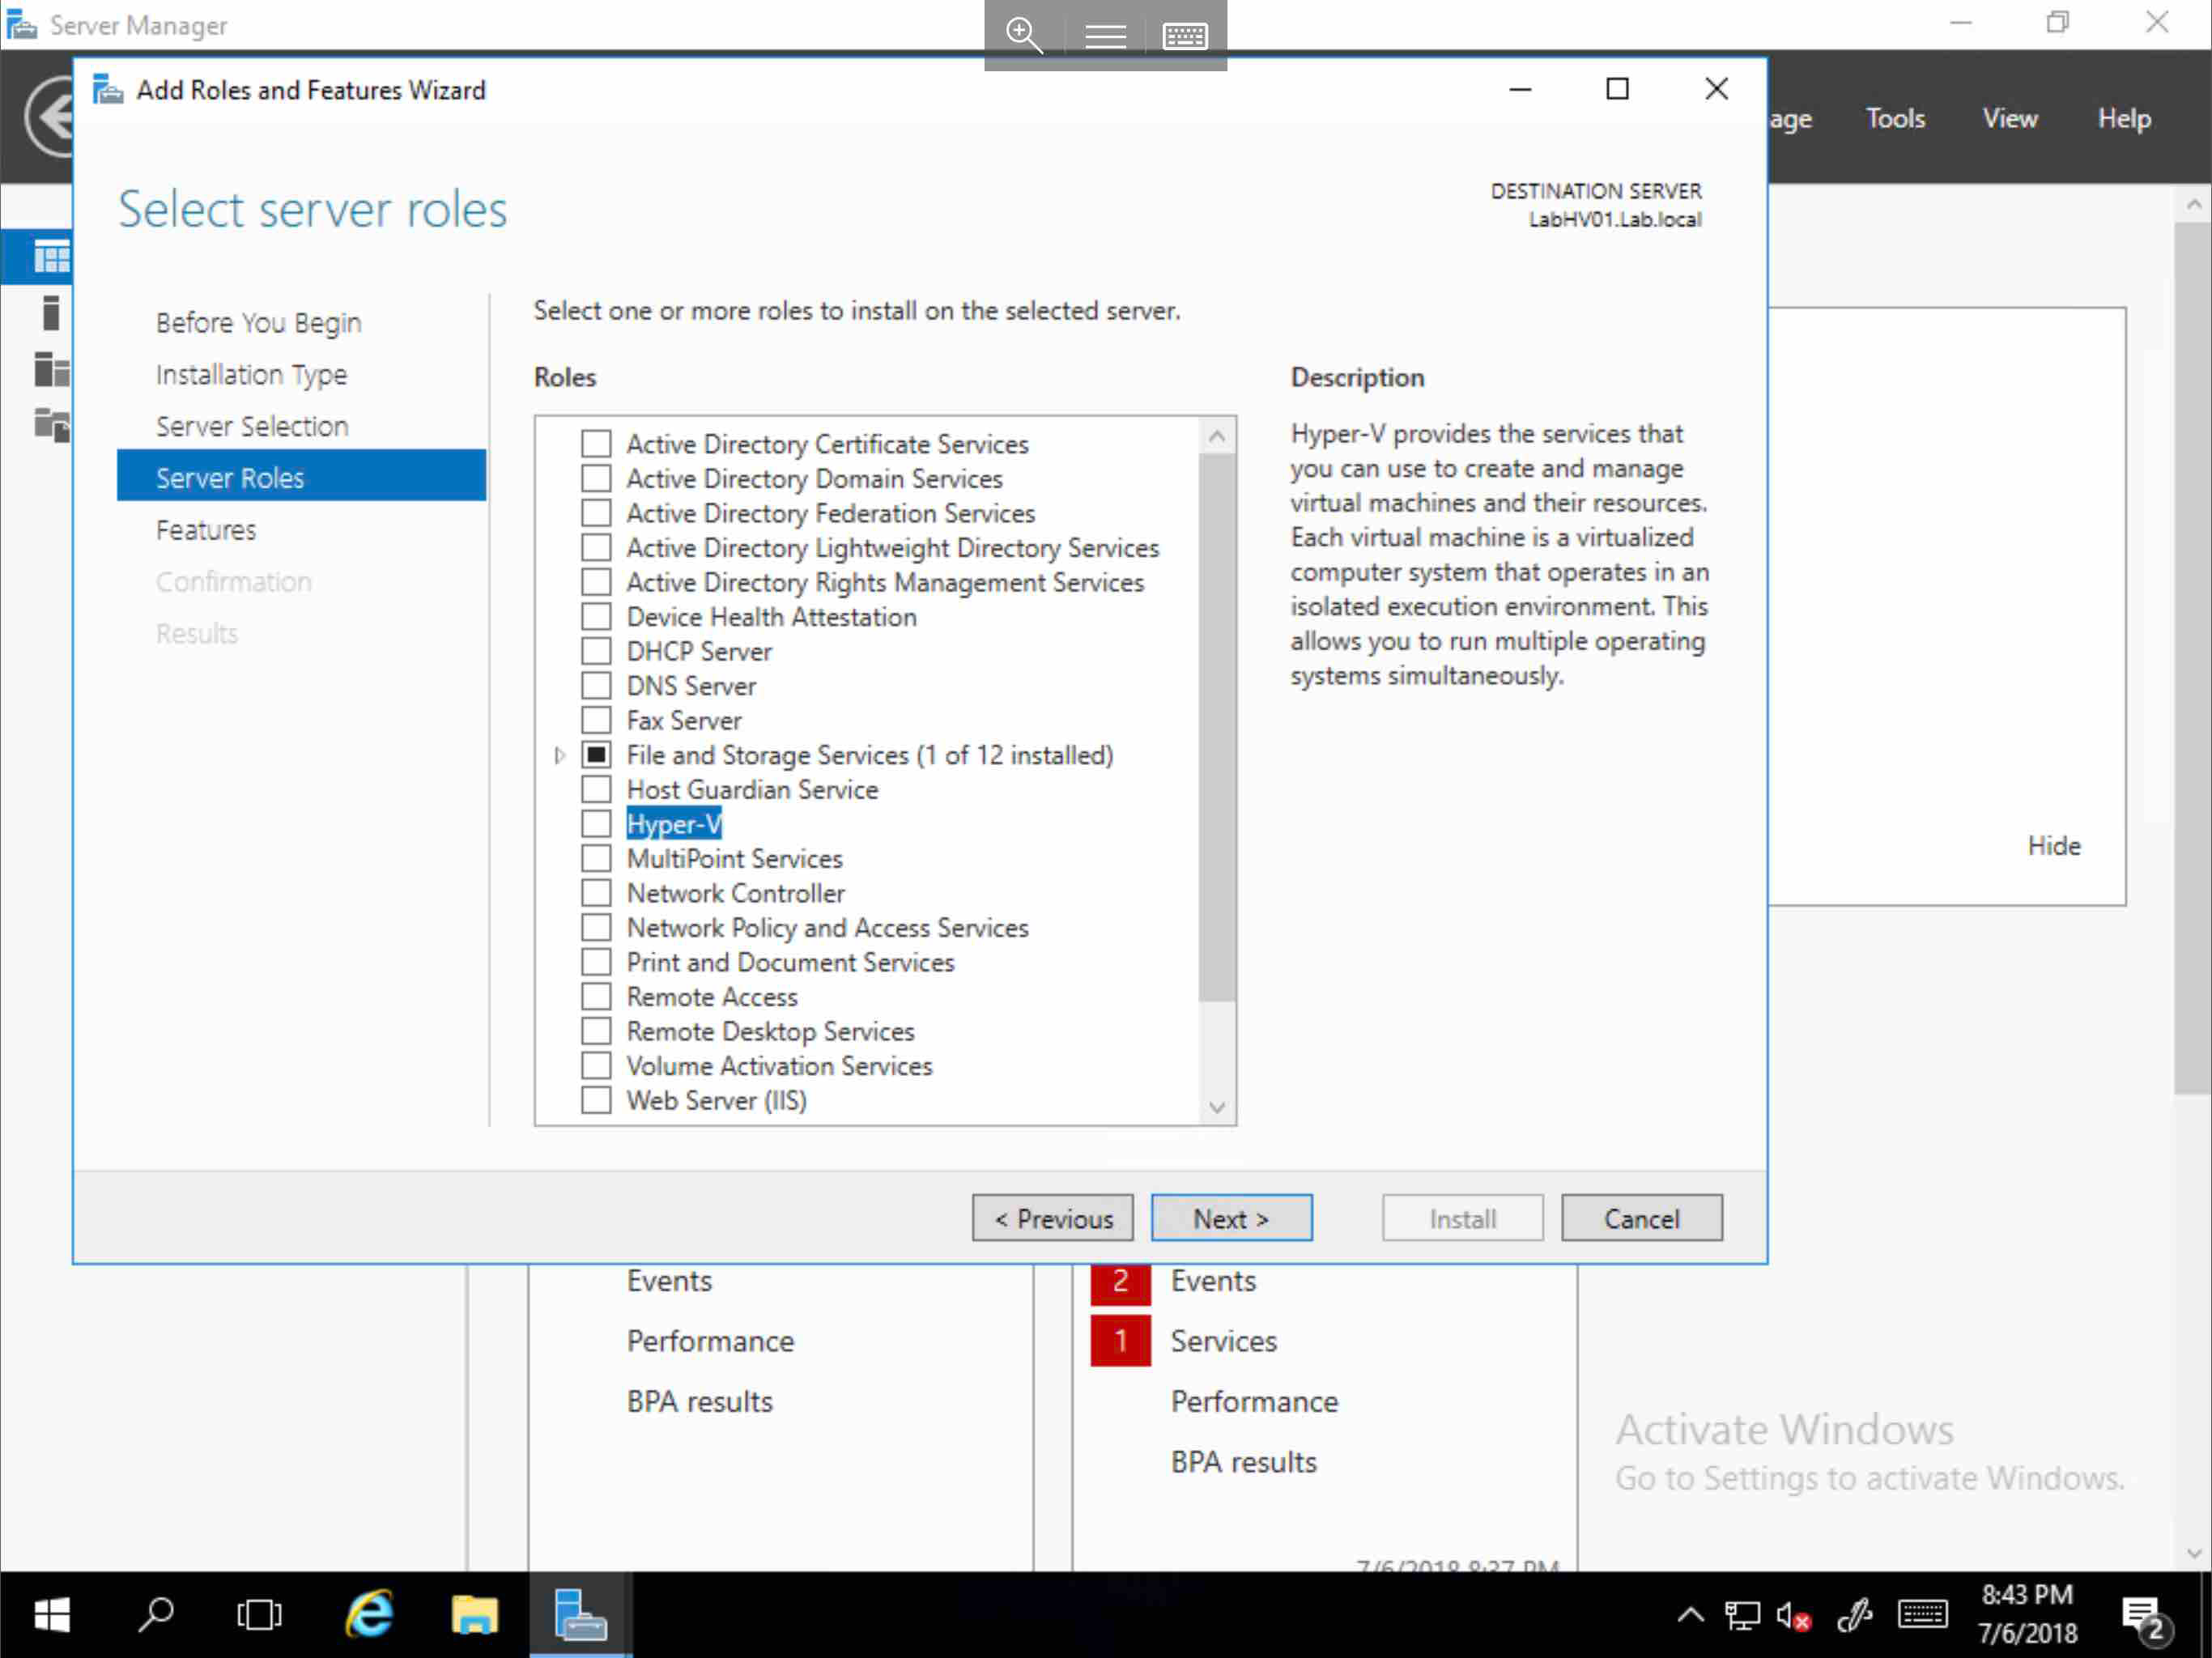 Server Manager
Add Roles and Features Wizard
age
Tools
View
Help
Select server roles
DESTINATION SERVER
LabHV01.Lab.local
Before You Begin
Installation Type
Server Selection
Server Roles
Features
Confirmation
Results
Select one or more roles to install on the selected server.
Roles
Active Directory Certificate Services
Active Directory Domain Services
Active Directory Federation Services
Active Directory Lightweight Directory Services
Active Directory Rights Management Services
Device Health Attestation
DHCP Server
DNS Server
Fax Server
File and Storage Services (1 of 12 installed)
Host Guardian Service
Hyper-V
MultiPoint Services
Network Controller
Network Policy and Access Services
Print and Document Services
Remote Access
Remote Desktop Services
Volume Activation Services
Web Server (IIS)
Description
Hyper-V provides the services that
you can use to create and manage
virtual machines and their resources.
Each virtual machine is a virtualized
computer system that operates in an
isolated execution environment. This
allows you to run multiple operating
systems simultaneously.
Hide
< Previous
Next >
Install
Cancel
Events
Performance
BPA results
2 Events
1 Services
Performance
BPA results
7/6/2018 8:37 PM
Activate Windows
Go to Settings to activate Windows.
8:43 PM
7/6/2018
2